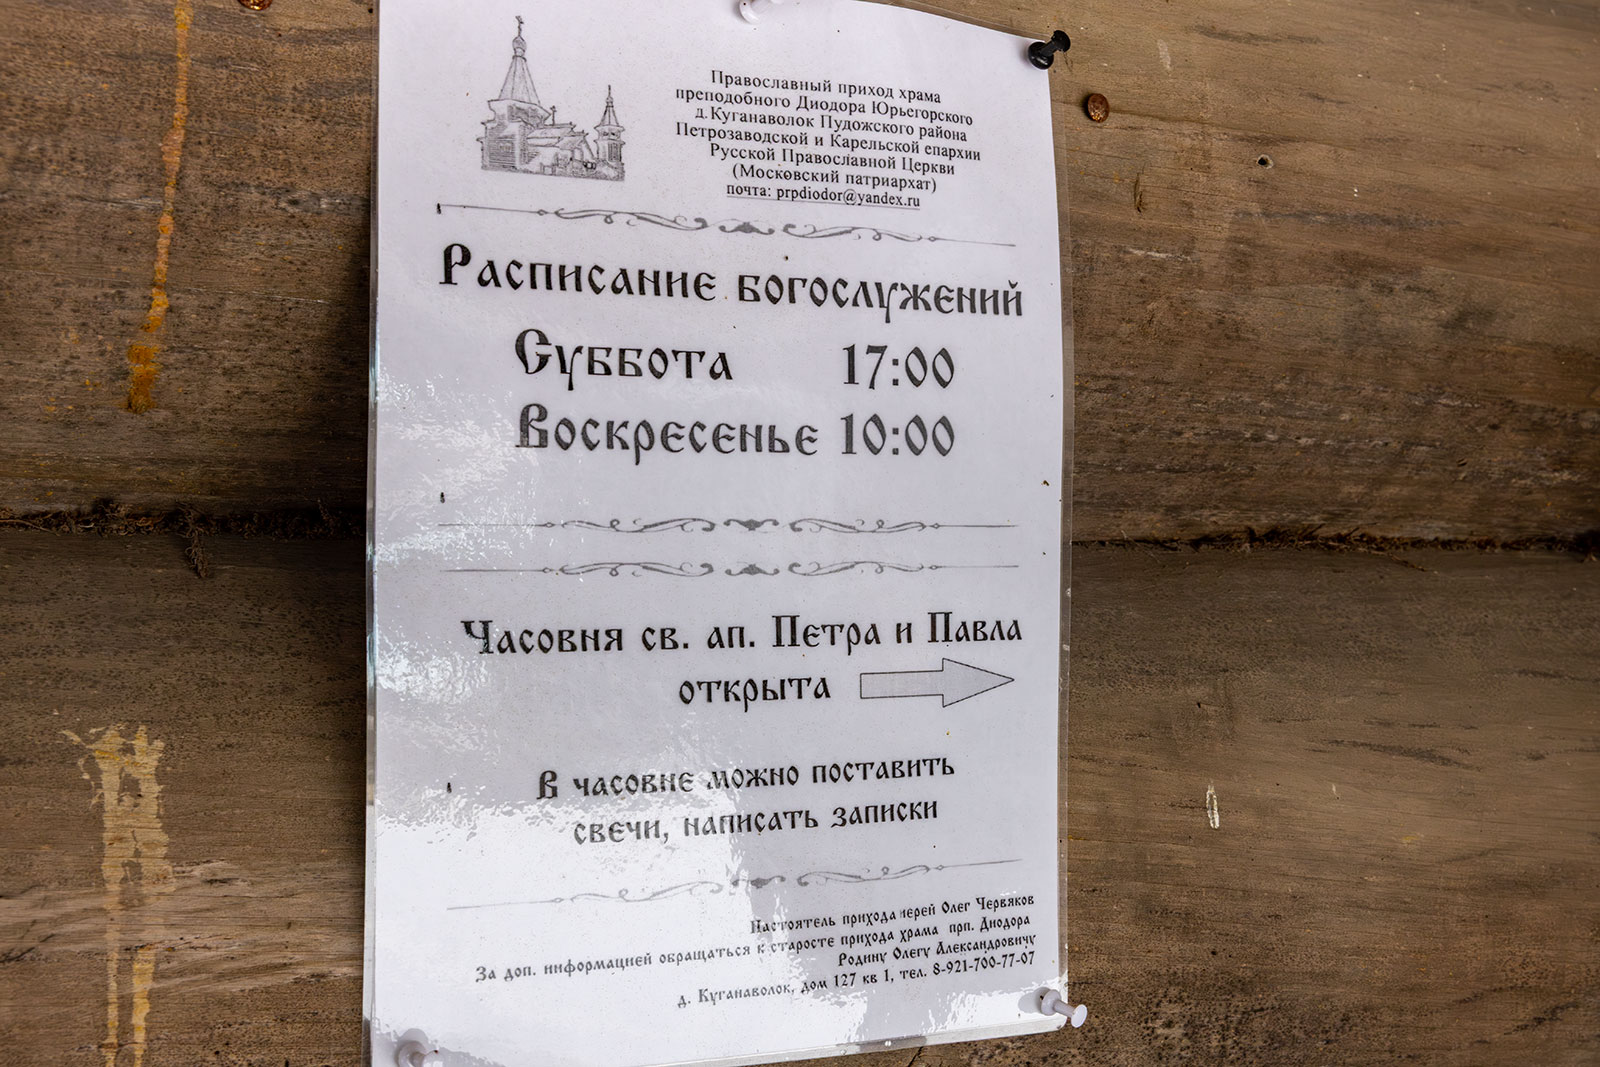 Православный приход храма
преподобного Диодора Юрьегорского
д.Куганаволок Пудожского района
Петрозаводской и Карельской епархии
Русской Православной Церкви
(Московский патриархат)
почта: prpdiodor@yandex.ru
Расписание богослужений
Суббота 17:00
Воскресенье 10:00
Часовня св. ап. Петра и Павла
открыта
В часовне можно поставить
свечи, написать записки
Настоятель прихода иерей Олег Червяков
За доп. информацией обращаться к старосте прихода храма прп. Диодора
Родину Олегу Александровичу
д. Куганаволок, дом 127 кв 1, тел. 8-921-700-77-07